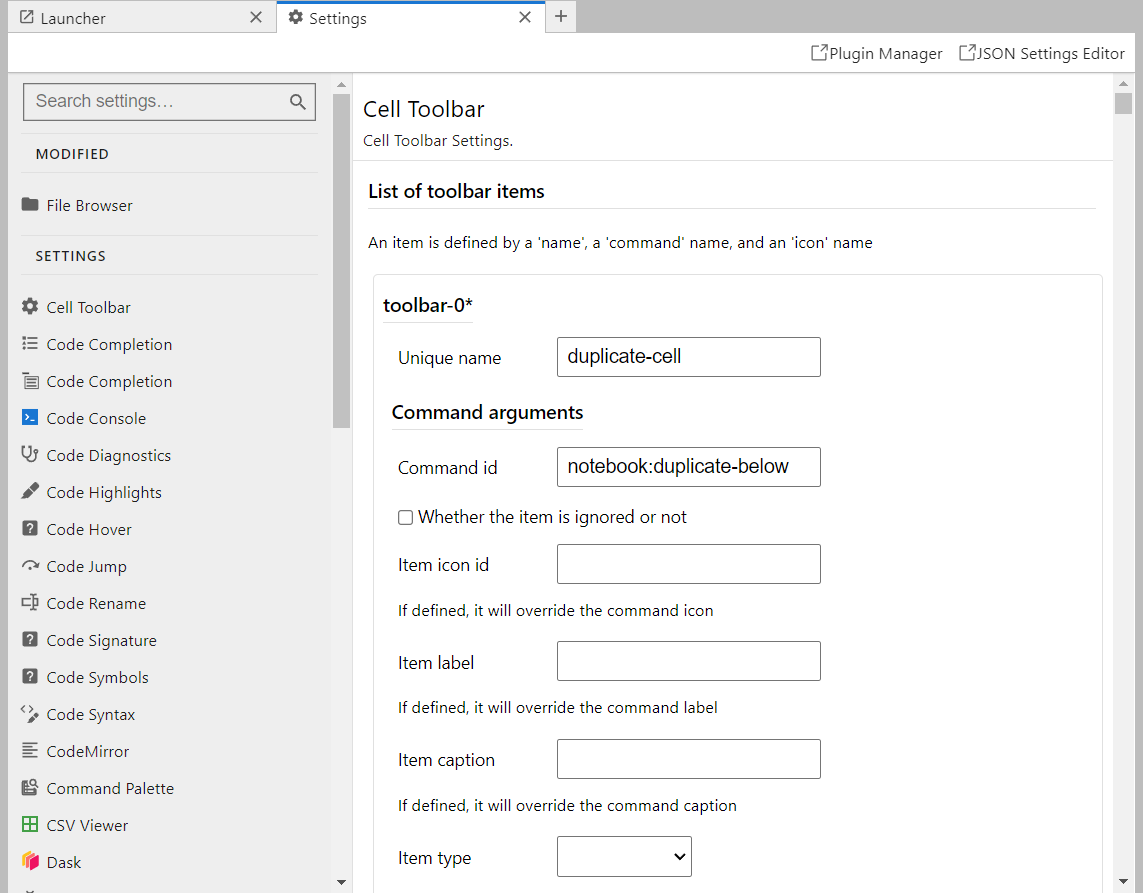 Launcher
Settings
Plugin Manager
JSON Settings Editor
Search settings…
MODIFIED
File Browser
SETTINGS
Cell Toolbar
Code Completion
Code Completion
Code Console
Code Diagnostics
Code Highlights
Code Hover
Code Jump
Code Rename
Code Signature
Code Symbols
Code Syntax
CodeMirror
Command Palette
CSV Viewer
Dask
Cell Toolbar
Cell Toolbar Settings.
List of toolbar items
An item is defined by a 'name', a 'command' name, and an 'icon' name
toolbar-0*
Unique name
duplicate-cell
Command arguments
Command id
notebook:duplicate-below
Whether the item is ignored or not
Item icon id
If defined, it will override the command icon
Item label
If defined, it will override the command label
Item caption
If defined, it will override the command caption
Item type